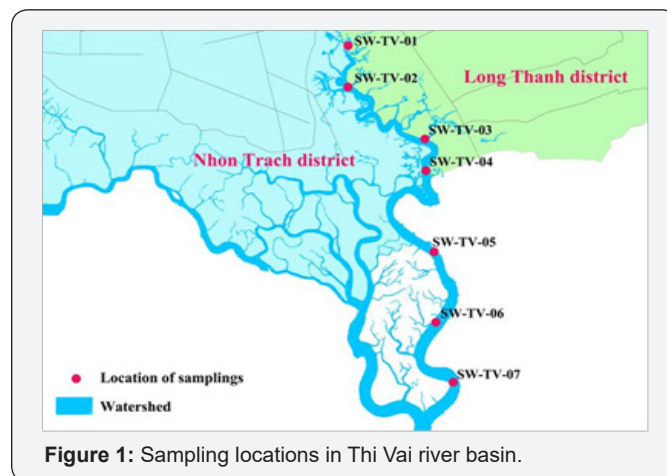 SW-TV-01
SW-TV-02
Long Thanh district
SW-TV-03
Nhon Trach district
SW-TV-04
SW-TV-05
SW-TV-06
Location of samplings
SW-TV-07
Watershed
Figure 1: Sampling locations in Thi Vai river basin.